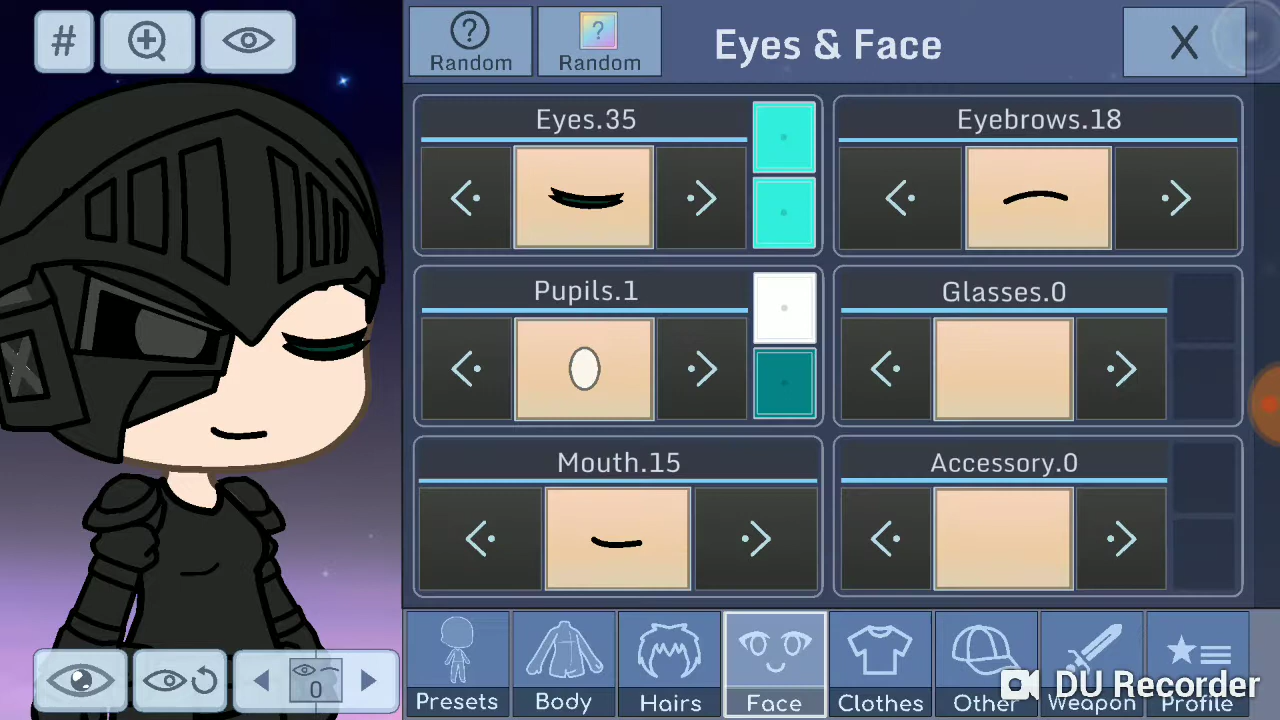 #
?
Random
?
Random
Eyes & Face
X
Eyes.35
Eyebrows.18
Pupils.1
Glasses.0
Mouth.15
Accessory.0
0
Presets
Body
Hairs
Face
Clothes
Other
Weapon
Profile
DU Recorder